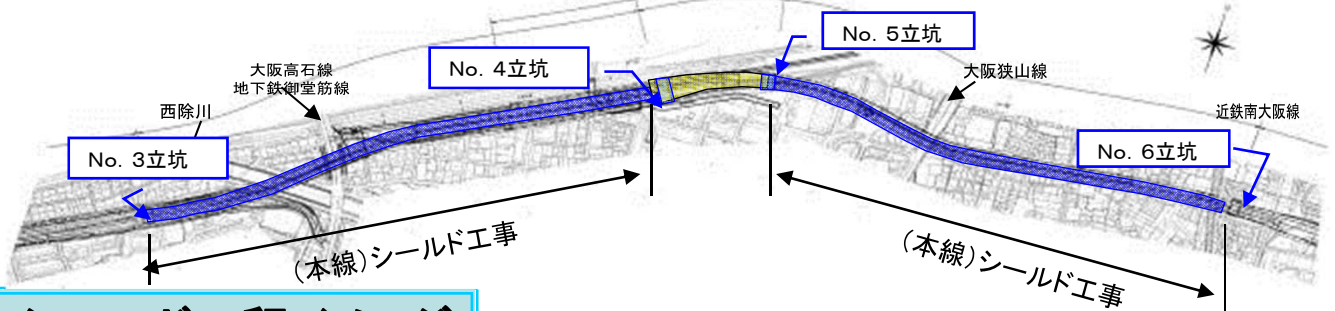 No. 5立坑
No. 4立坑
大阪高石線
地下鉄御堂筋線
大阪狭山線
西除川
近鉄南大阪線
No. 3立坑
No. 6立坑
(本線)シールド工事
(本線)シールド工事